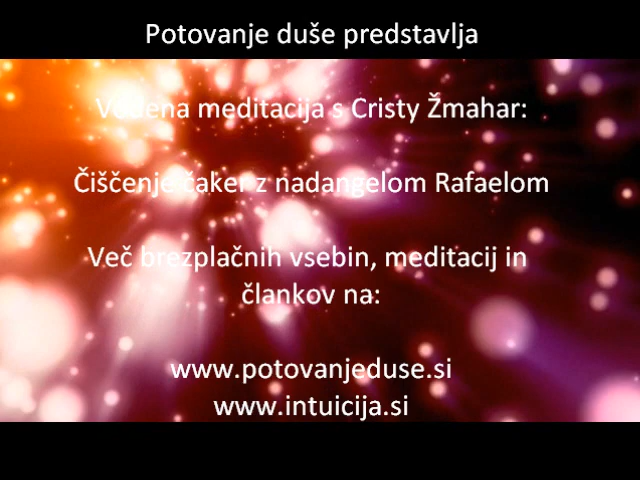 Potovanje duše predstavlja
Vodena meditacija s Cristy Žmahar:
Čiščenje čaker z nadangelom Rafaelom
Več brezplačnih vsebin, meditacij in
člankov na:
www.potovanjeduse.si
www.intuicija.si